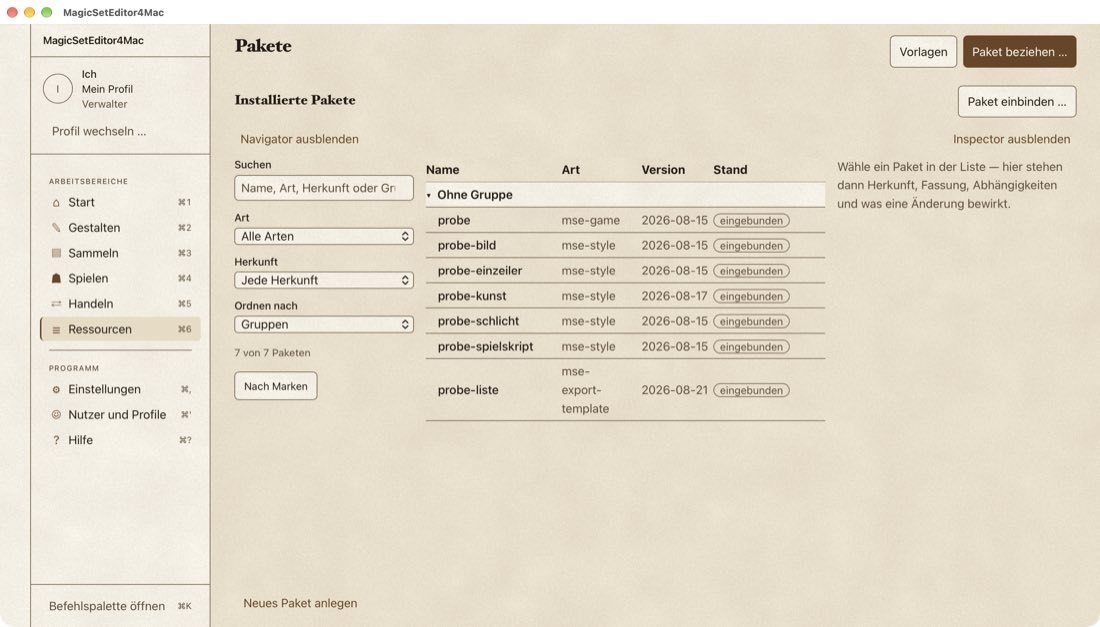 MagicSetEditor4Mac
MagicSetEditor4Mac
I
Ich
Mein Profil
Verwalter
Profil wechseln ...
ARBEITSBEREICHE
Start ⌘1
Gestalten ⌘2
Sammeln ⌘3
Spielen ⌘4
Handeln ⌘5
Ressourcen ⌘6
PROGRAMM
Einstellungen ⌘,
Nutzer und Profile ⌘'
? Hilfe ⌘?
Befehlspalette öffnen ⌘K
Pakete
Vorlagen
Paket beziehen ...
Installierte Pakete
Paket einbinden ...
Navigator ausblenden
Inspector ausblenden
Suchen
Name, Art, Herkunft oder Gr
Art
Alle Arten
Herkunft
Jede Herkunft
Ordnen nach
Gruppen
7 von 7 Paketen
Nach Marken
Name Art Version Stand
Ohne Gruppe
probe mse-game 2026-08-15 eingebunden
probe-bild mse-style 2026-08-15 eingebunden
probe-einzeiler mse-style 2026-08-15 eingebunden
probe-kunst mse-style 2026-08-17 eingebunden
probe-schlicht mse-style 2026-08-15 eingebunden
probe-spielskript mse-style 2026-08-15 eingebunden
mse-
probe-liste export- 2026-08-21 eingebunden
template
Wähle ein Paket in der Liste — hier stehen
dann Herkunft, Fassung, Abhängigkeiten
und was eine Änderung bewirkt.
Neues Paket anlegen